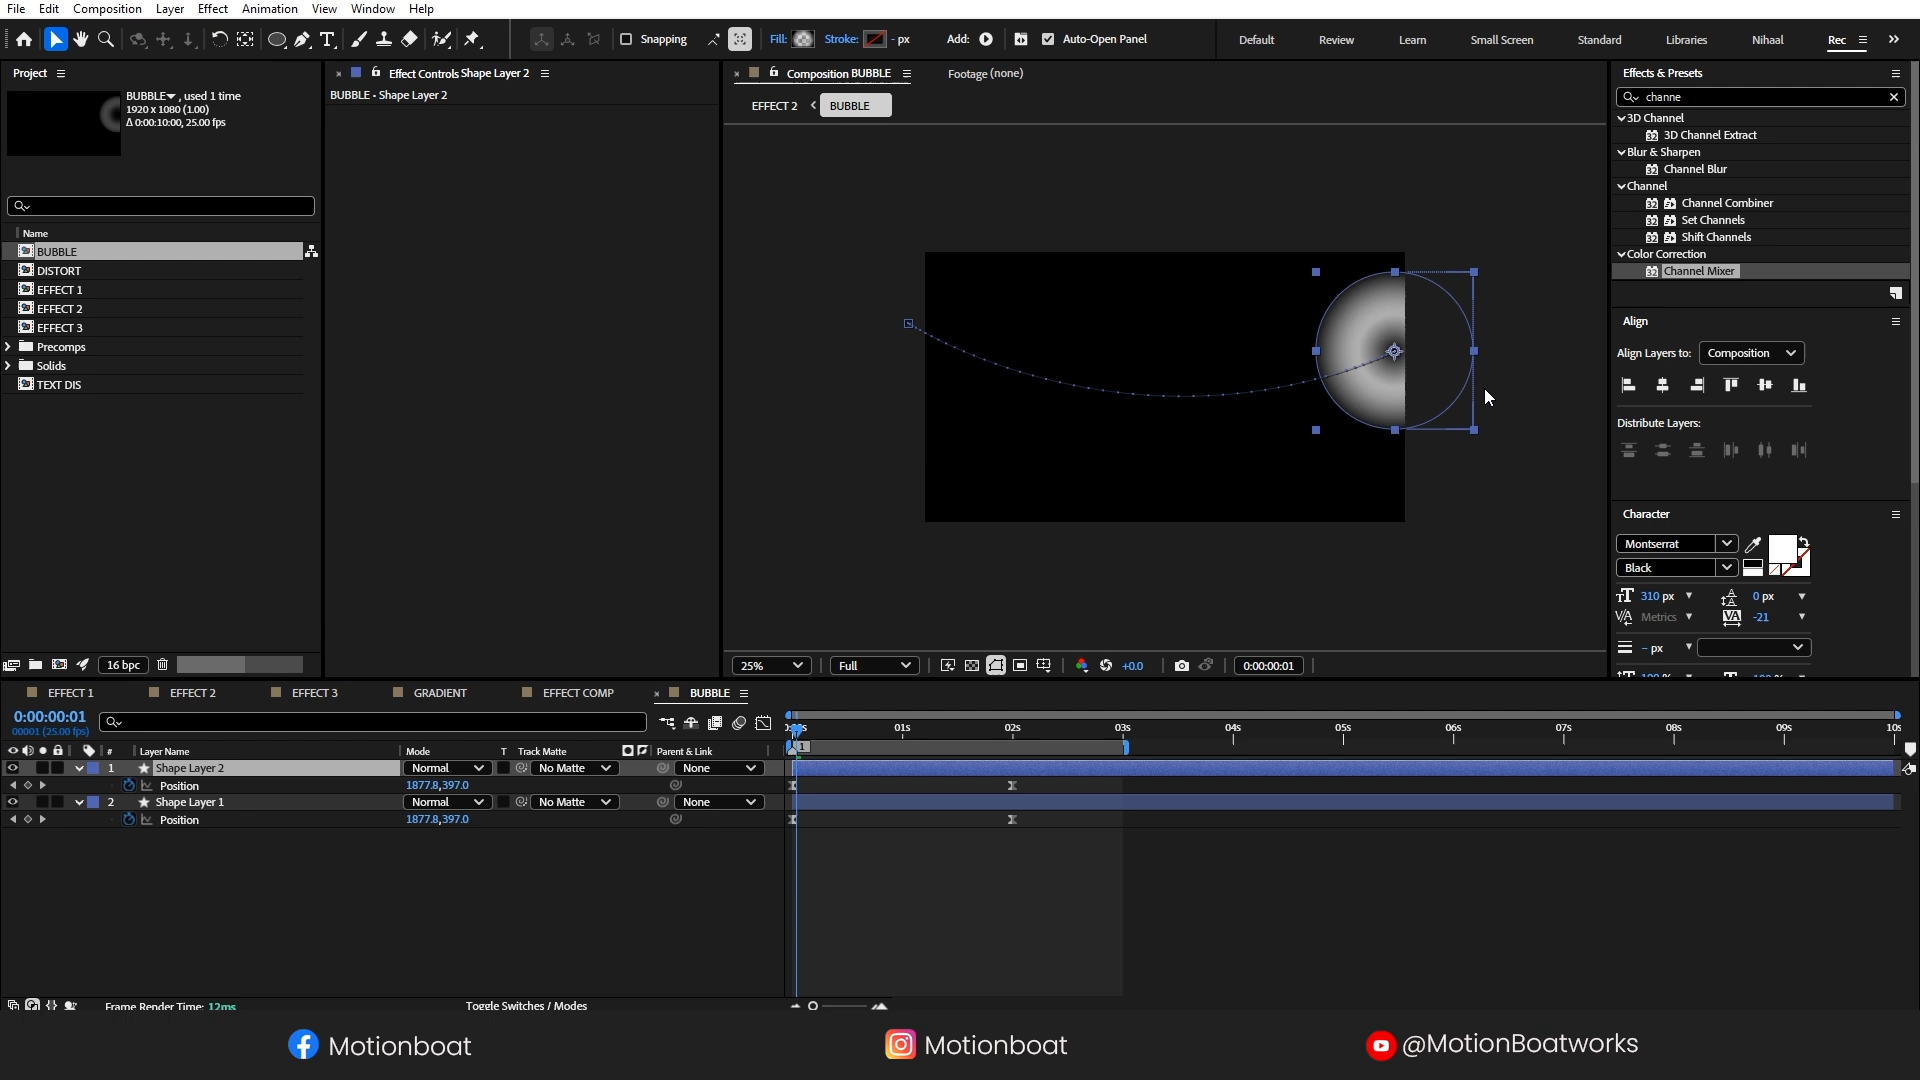 File Edit Composition Layer Effect Animation View Window Help
Snapping Fill: Stroke: - px Add: Auto-Open Panel Default Review Learn Small Screen Standard Libraries Nihaal Rec
Project
BUBBLE , used 1 time
1920 x 1080 (1.00)
Δ 0:00:10:00, 25.00 fps
Name
BUBBLE
DISTORT
EFFECT 1
EFFECT 2
EFFECT 3
Precomps
Solids
TEXT DIS
16 bpc
Effect Controls Shape Layer 2
BUBBLE • Shape Layer 2
Composition BUBBLE Footage (none)
EFFECT 2 BUBBLE
25% Full +0.0 0:00:00:01
Effects & Presets
channe
3D Channel
32 3D Channel Extract
Blur & Sharpen
32 Channel Blur
Channel
32 Channel Combiner
32 Set Channels
32 Shift Channels
Color Correction
32 Channel Mixer
Align
Align Layers to: Composition
Distribute Layers:
Character
Montserrat
Black
310 px 0 px
Metrics -21
- px
EFFECT 1 EFFECT 2 EFFECT 3 GRADIENT EFFECT COMP BUBBLE
0:00:00:01
00001 (25.00 fps)
# Layer Name Mode T Track Matte Parent & Link
01s 02s 03s 04s 05s 06s 07s 08s 09s 10s
1
1 Shape Layer 2 Normal No Matte None
Position 1877.8,397.0
2 Shape Layer 1 Normal No Matte None
Position 1877.8,397.0
Frame Render Time: 12ms Toggle Switches / Modes
Motionboat Motionboat @MotionBoatworks